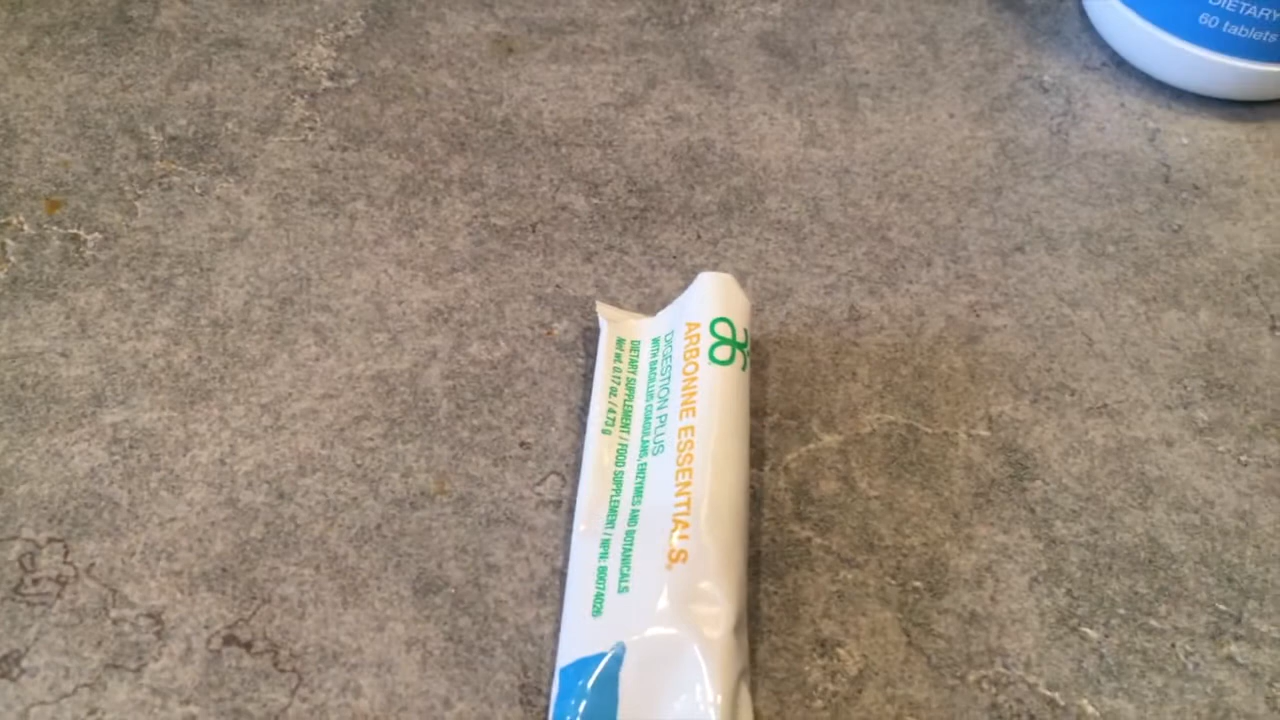 DIETARY
60 tablets
ARBONNE ESSENTIALS®
DIGESTION PLUS
WITH BACILLUS COAGULANS, ENZYMES AND BOTANICALS
DIETARY SUPPLEMENT / FOOD SUPPLEMENT / NPN: 80074026
Net wt. 0.17 oz. / 4.73 g